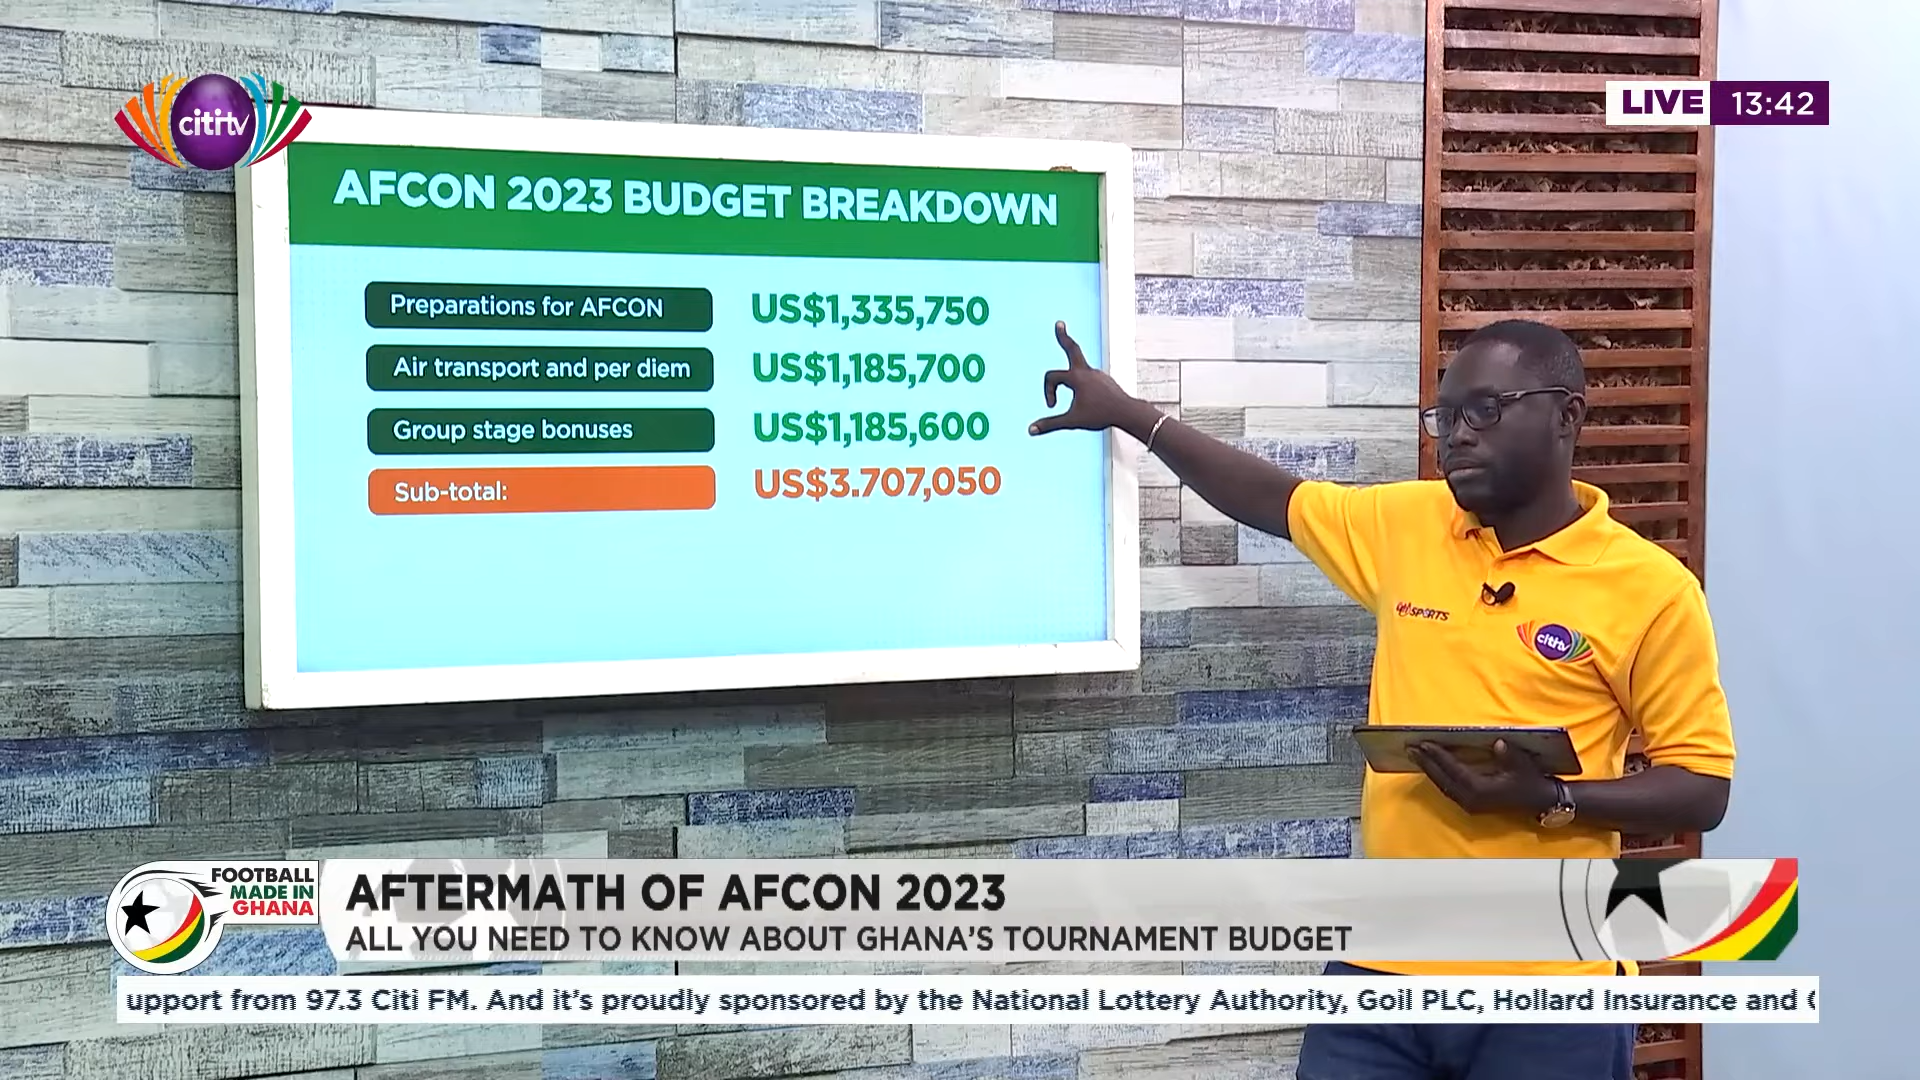 citi tv
LIVE 13:42
AFCON 2023 BUDGET BREAKDOWN
Preparations for AFCON US$1,335,750
Air transport and per diem US$1,185,700
Group stage bonuses US$1,185,600
Sub-total: US$3.707,050
SPORTS
citi tv
FOOTBALL
MADE IN
GHANA
AFTERMATH OF AFCON 2023
ALL YOU NEED TO KNOW ABOUT GHANA'S TOURNAMENT BUDGET
upport from 97.3 Citi FM. And it's proudly sponsored by the National Lottery Authority, Goil PLC, Hollard Insurance and